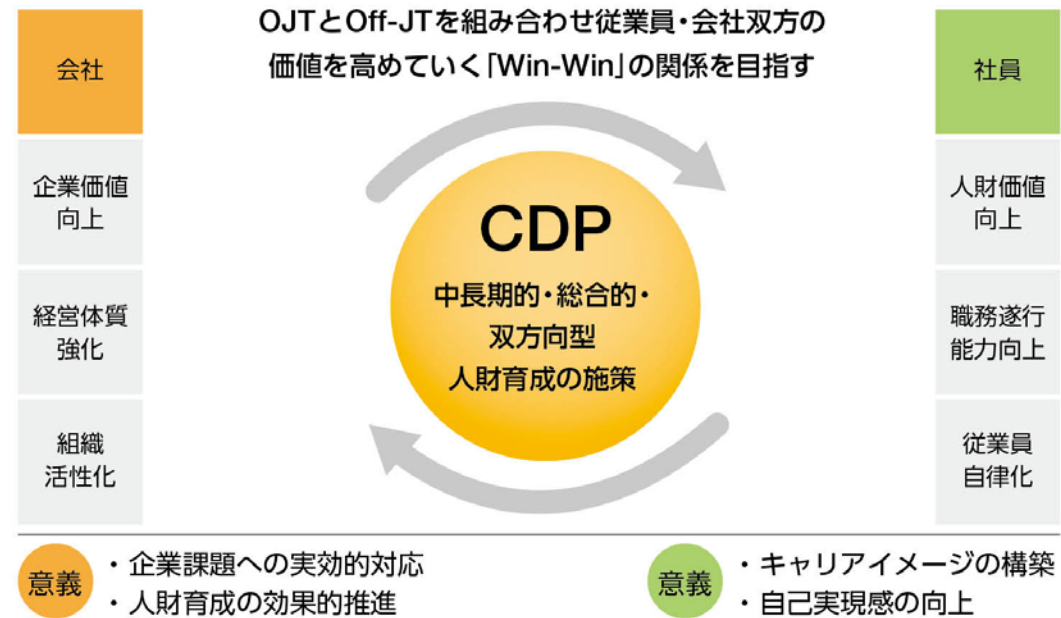 OJTとOff-JTを組み合わせ従業員・会社双方の
価値を高めていく「Win-Win」の関係を目指す
会社
企業価値
向上
経営体質
強化
組織
活性化
CDP
中長期的・総合的・
双方向型
人財育成の施策
社員
人財価値
向上
職務遂行
能力向上
従業員
自律化
意義
・企業課題への実効的対応
・人財育成の効果的推進
意義
・キャリアイメージの構築
・自己実現感の向上